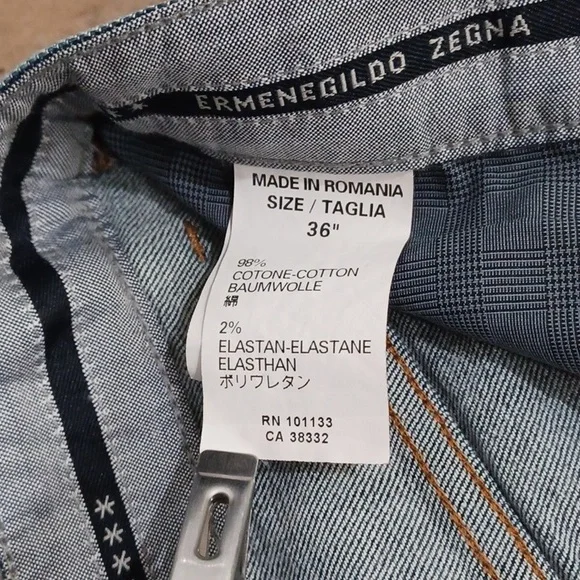 ERMENEGILDO ZEGNA
MADE IN ROMANIA
SIZE / TAGLIA
36"
98%
COTONE-COTTON
BAUMWOLLE
綿
2%
ELASTAN-ELASTANE
ELASTHAN
ポリウレタン
RN 101133
CA 38332